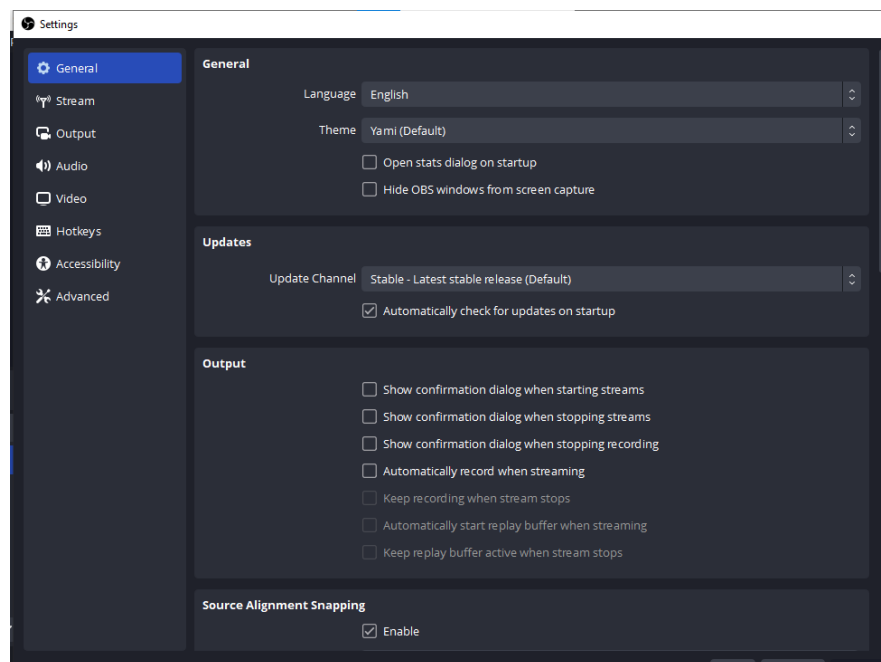 Settings
General
Stream
Output
Audio
Video
Hotkeys
Accessibility
Advanced
General
Language English
Theme Yami (Default)
Open stats dialog on startup
Hide OBS windows from screen capture
Updates
Update Channel Stable - Latest stable release (Default)
Automatically check for updates on startup
Output
Show confirmation dialog when starting streams
Show confirmation dialog when stopping streams
Show confirmation dialog when stopping recording
Automatically record when streaming
Keep recording when stream stops
Automatically start replay buffer when streaming
Keep replay buffer active when stream stops
Source Alignment Snapping
Enable